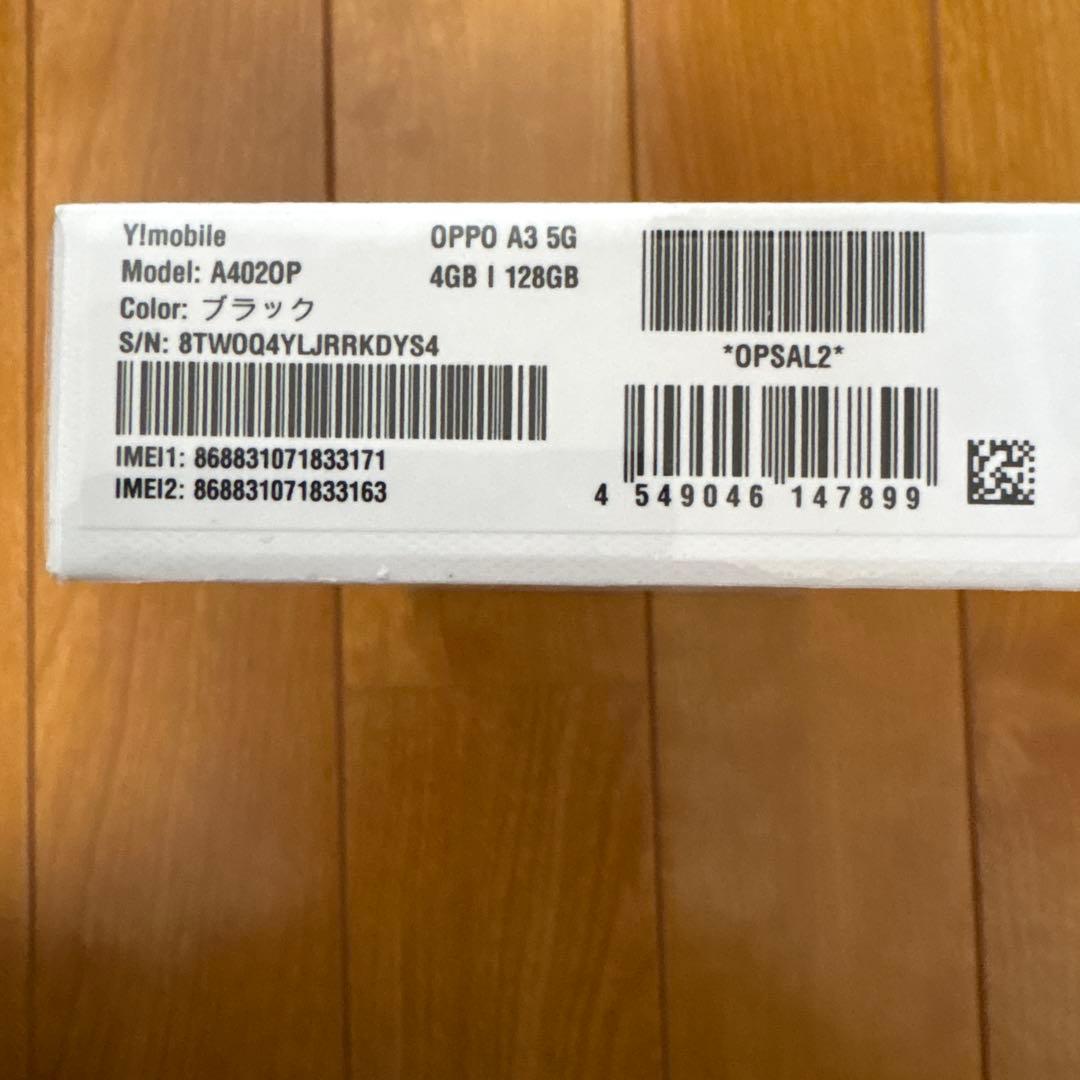 Y!mobile
OPPO A3 5G
Model: A402OP
4GB | 128GB
Color: ブラック
S/N: 8TWOQ4YLJRRKDYS4
IMEI1: 868831071833171
IMEI2: 868831071833163
*OPSAL2*
4 549046 147899